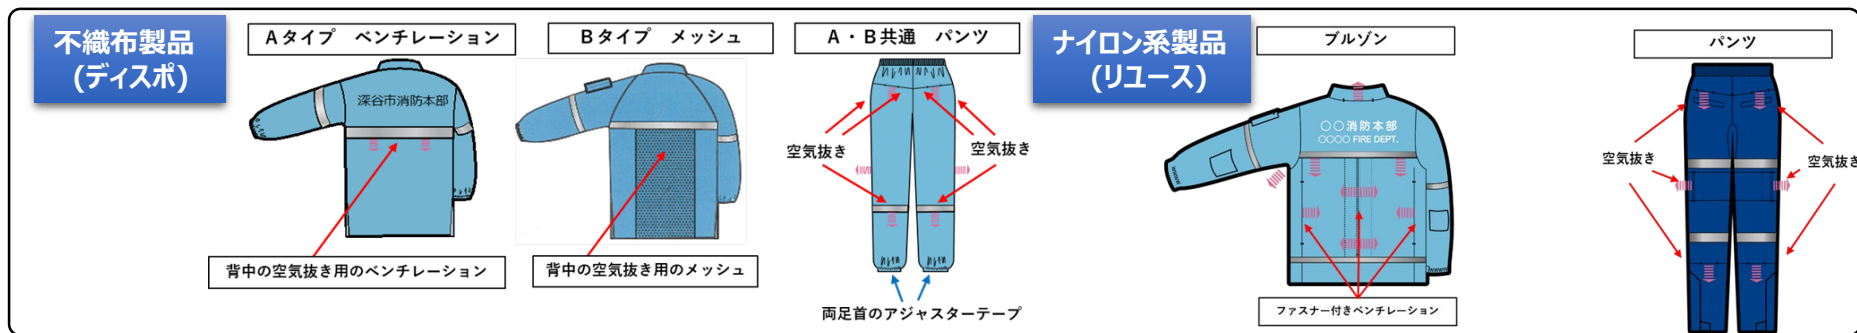 不織布製品
(ディスポ)
Aタイプ　ベンチレーション
深谷市消防本部
背中の空気抜き用のベンチレーション
Bタイプ　メッシュ
背中の空気抜き用のメッシュ
A・B共通　パンツ
空気抜き
空気抜き
両足首のアジャスターテープ
ナイロン系製品
(リユース)
ブルゾン
○○消防本部
○○○○ FIRE DEPT.
ファスナー付きベンチレーション
パンツ
空気抜き
空気抜き